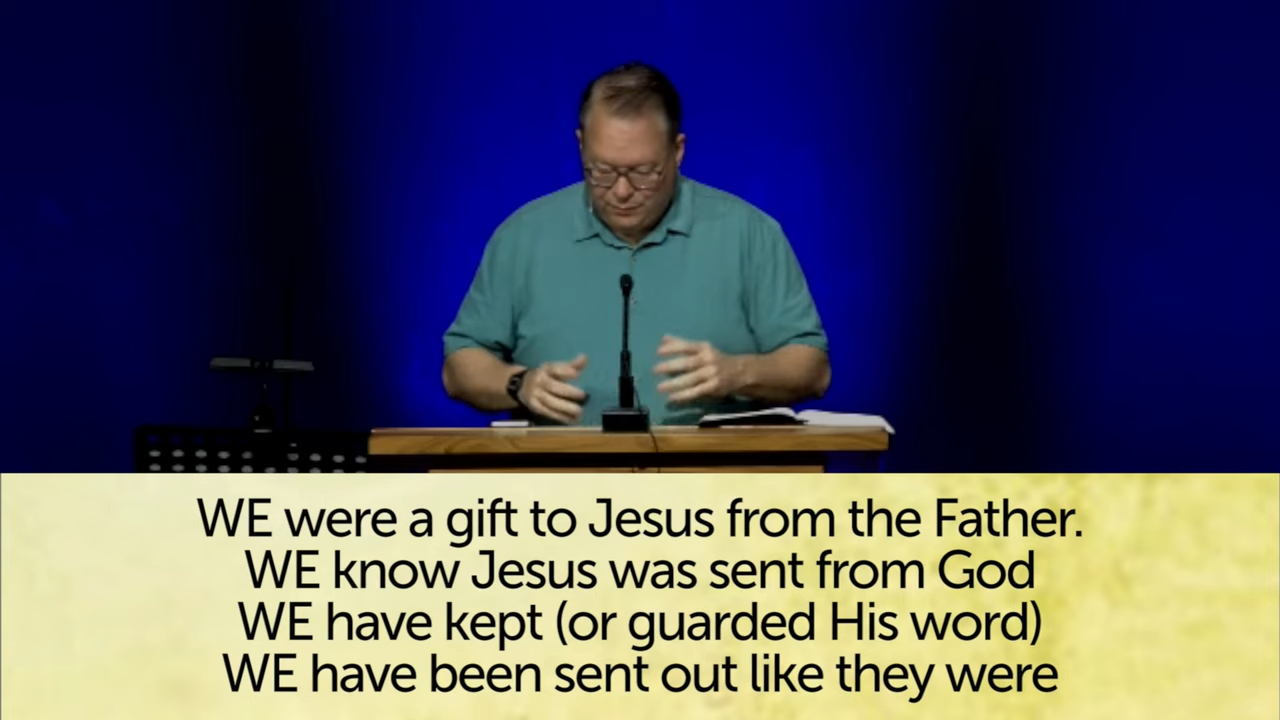 WE were a gift to Jesus from the Father.
WE know Jesus was sent from God
WE have kept (or guarded His word)
WE have been sent out like they were